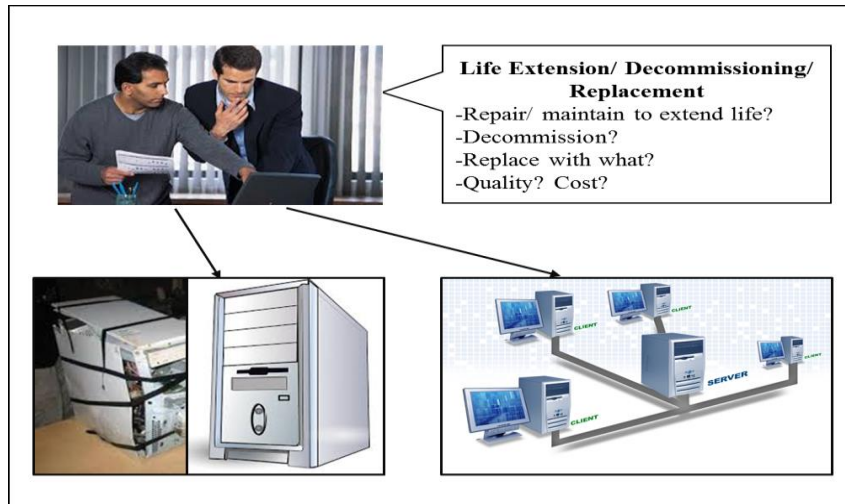 Life Extension/ Decommissioning/
Replacement
-Repair/ maintain to extend life?
-Decommission?
-Replace with what?
-Quality? Cost?
CLIENT
CLIENT
CLIENT
SERVER
CLIENT